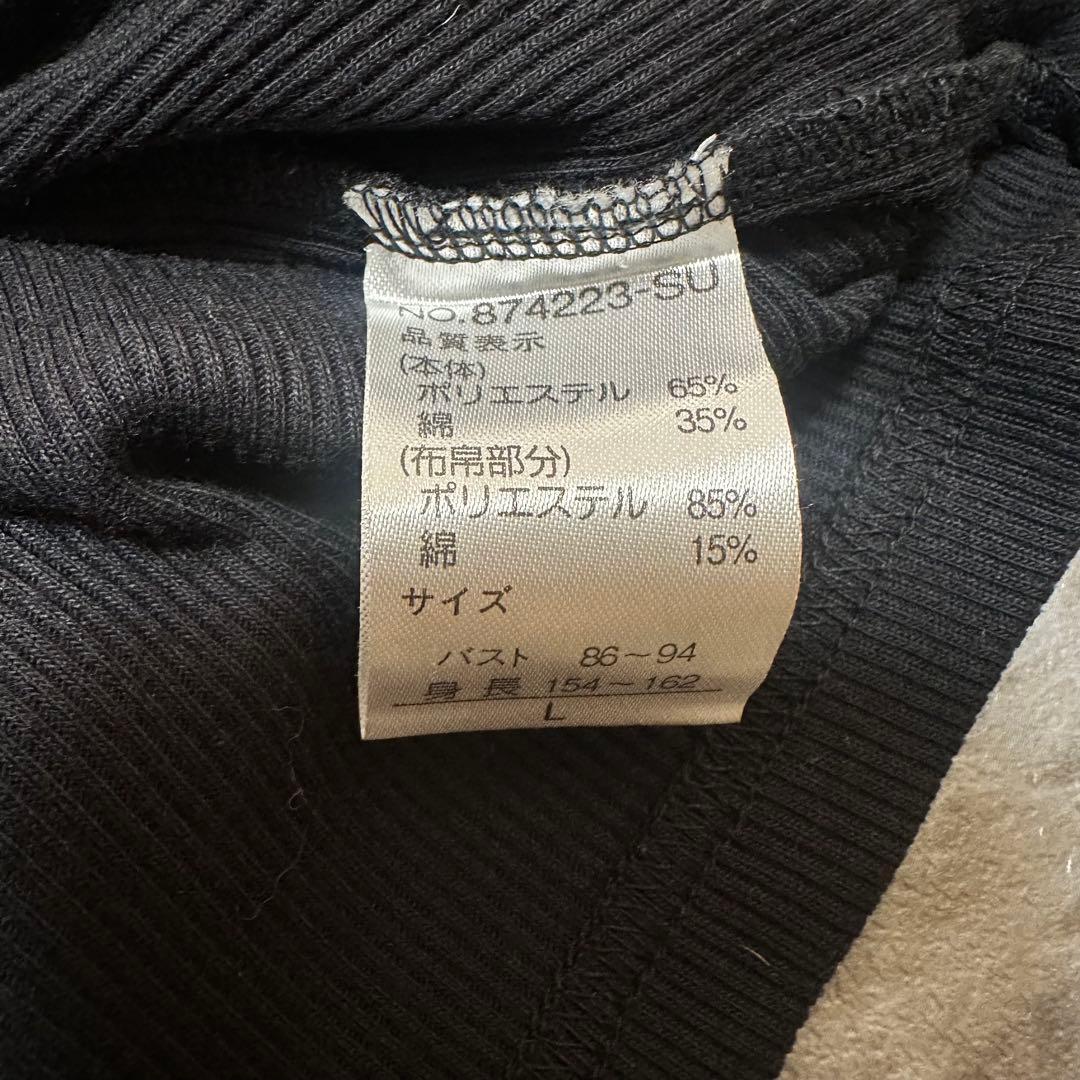 No.874223-SU
品質表示
(本体)
ポリエステル 65%
綿 35%
(布帛部分)
ポリエステル 85%
綿 15%
サイズ
バスト 86～94
身長 154～162
L